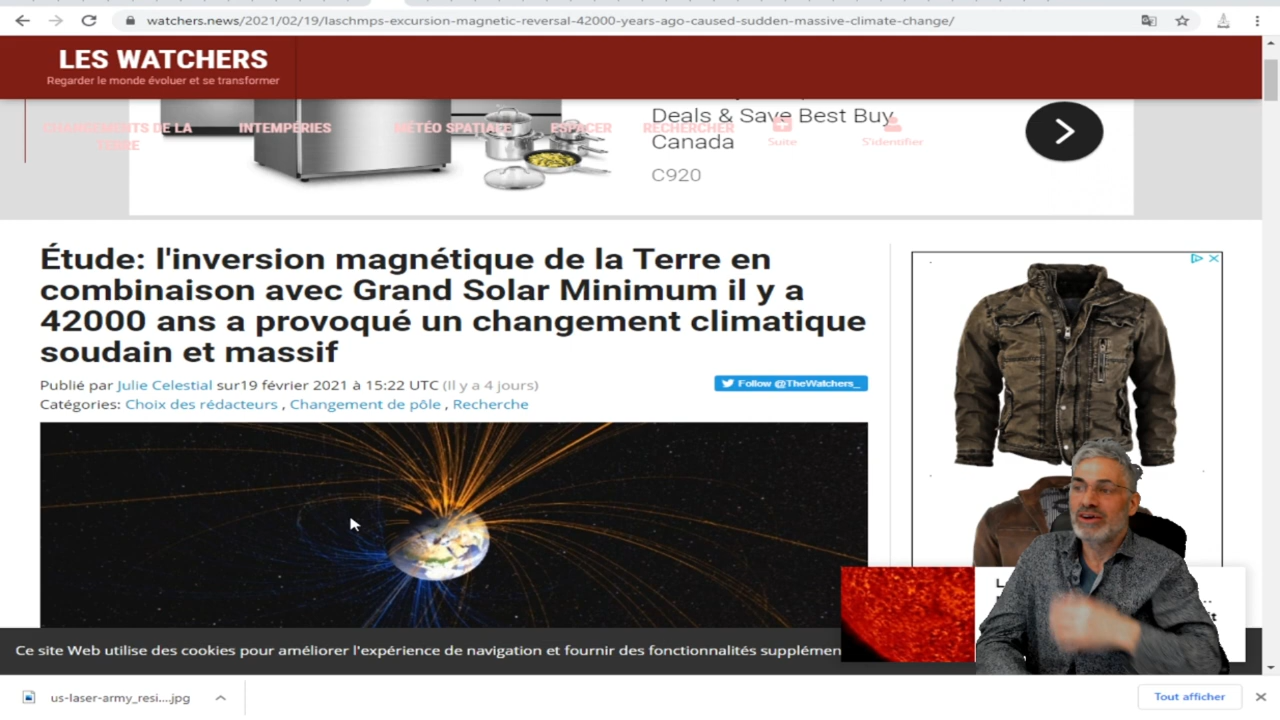 watchers.news/2021/02/19/laschmps-excursion-magnetic-reversal-42000-years-ago-caused-sudden-massive-climate-change/
LES WATCHERS
Regarder le monde évoluer et se transformer
Deals & Save Best Buy
Canada
C920
CHANGEMENTS DE LA TERRE
INTEMPÉRIES
MÉTÉO SPATIALE
ESPACER
RECHERCHER
Suite
S'identifier
Étude: l'inversion magnétique de la Terre en
combinaison avec Grand Solar Minimum il y a
42000 ans a provoqué un changement climatique
soudain et massif
Publié par Julie Celestial sur19 février 2021 à 15:22 UTC (Il y a 4 jours)
Follow @TheWatchers_
Catégories: Choix des rédacteurs , Changement de pôle , Recherche
Ce site Web utilise des cookies pour améliorer l'expérience de navigation et fournir des fonctionnalités
us-laser-army_resi....jpg
Tout afficher